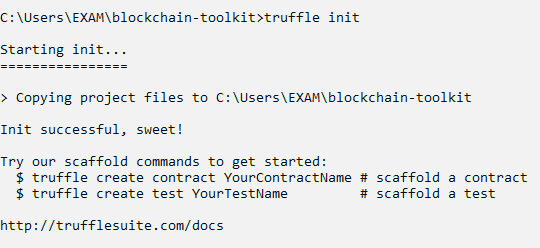 C:\Users\EXAM\blockchain-toolkit>truffle init
Starting init...
================
> Copying project files to C:\Users\EXAM\blockchain-toolkit
Init successful, sweet!
Try our scaffold commands to get started:
  $ truffle create contract YourContractName # scaffold a contract
  $ truffle create test YourTestName         # scaffold a test
http://trufflesuite.com/docs